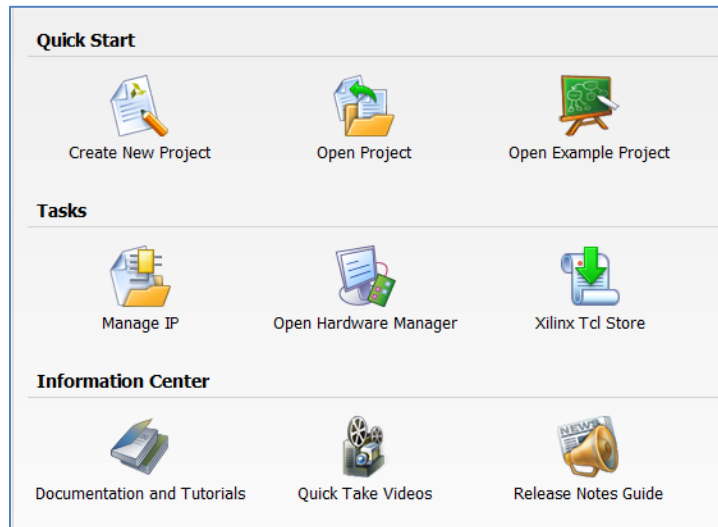 Quick Start
Create New Project
Open Project
Open Example Project
Tasks
Manage IP
Open Hardware Manager
Xilinx Tcl Store
Information Center
NEWS
Documentation and Tutorials
Quick Take Videos
Release Notes Guide